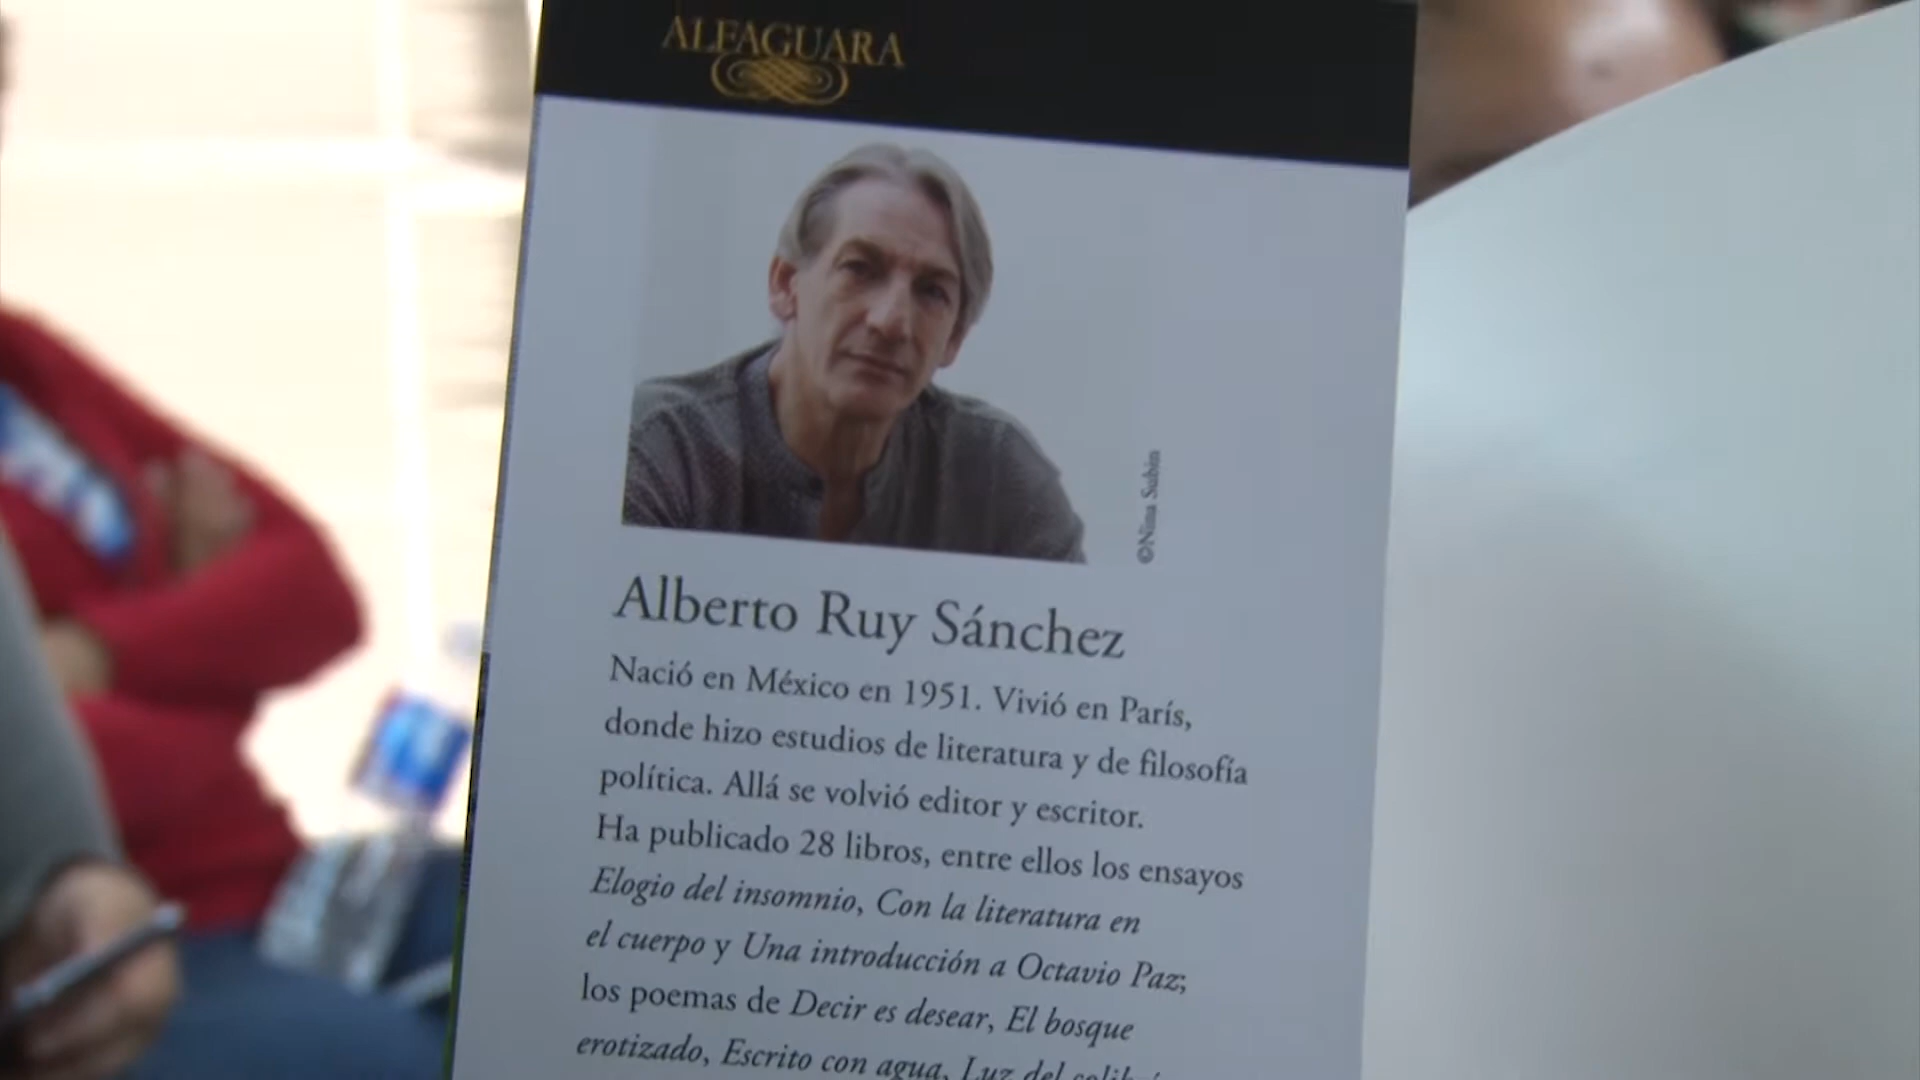 ALFAGUARA
©Nina Subin
Alberto Ruy Sánchez
Nació en México en 1951. Vivió en París,
donde hizo estudios de literatura y de filosofía
política. Allá se volvió editor y escritor.
Ha publicado 28 libros, entre ellos los ensayos
Elogio del insomnio, Con la literatura en
el cuerpo y Una introducción a Octavio Paz;
los poemas de Decir es desear, El bosque
erotizado, Escrito con agua, Luz del